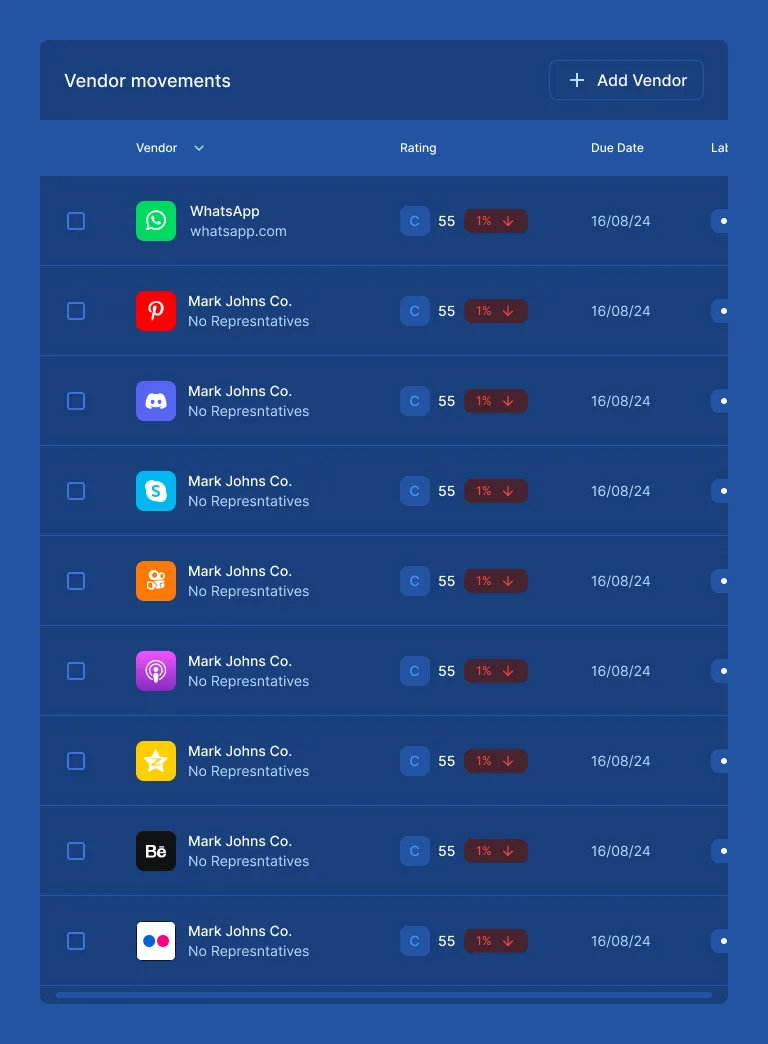 Vendor movements
Add Vendor
Vendor Rating Due Date Lab
WhatsApp
whatsapp.com
C 55 1% 16/08/24
Mark Johns Co.
No Represntatives
C 55 1% 16/08/24
Mark Johns Co.
No Represntatives
C 55 1% 16/08/24
Mark Johns Co.
No Represntatives
C 55 1% 16/08/24
Mark Johns Co.
No Represntatives
C 55 1% 16/08/24
Mark Johns Co.
No Represntatives
C 55 1% 16/08/24
Mark Johns Co.
No Represntatives
C 55 1% 16/08/24
Bē
Mark Johns Co.
No Represntatives
C 55 1% 16/08/24
Mark Johns Co.
No Represntatives
C 55 1% 16/08/24